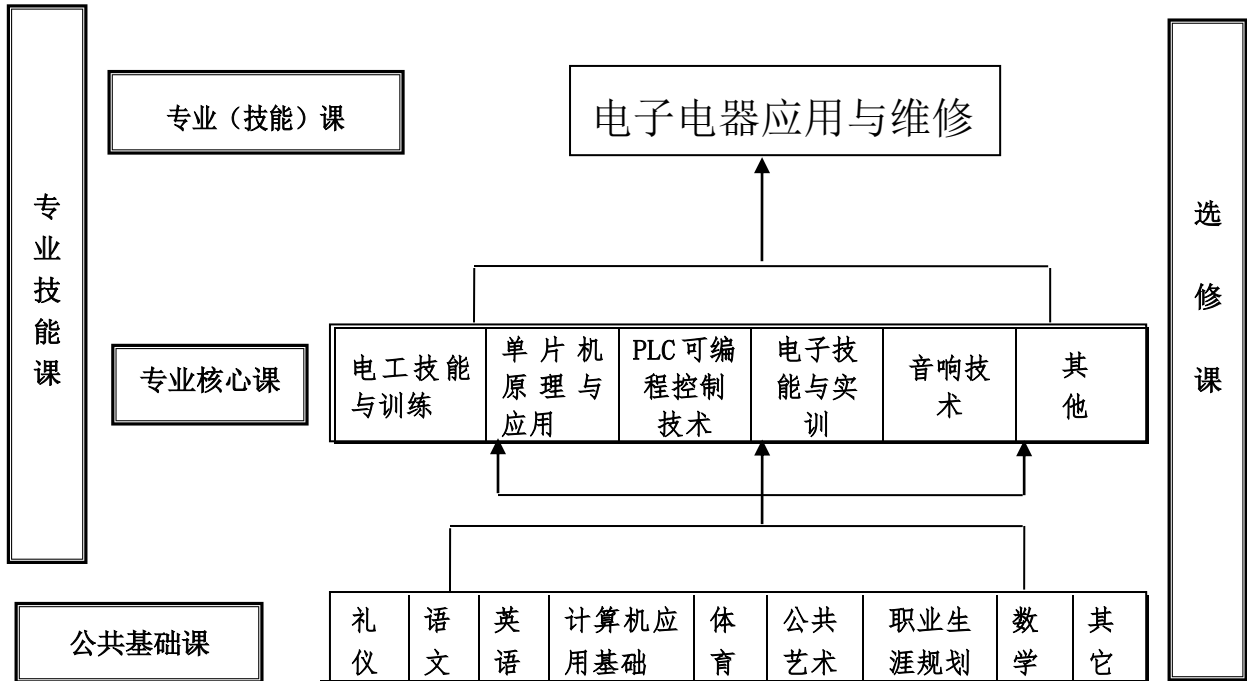 专
业
技
能
课
专业（技能）课
电子电器应用与维修
选
修
课
专业核心课
电工技能
与训练
单片机
原理与
应用
PLC可编
程控制
技术
电子技
能与实
训
音响技
术
其
他
公共基础课
礼
仪
语
文
英
语
计算机应
用基础
体
育
公共
艺术
职业生
涯规划
数
学
其
它